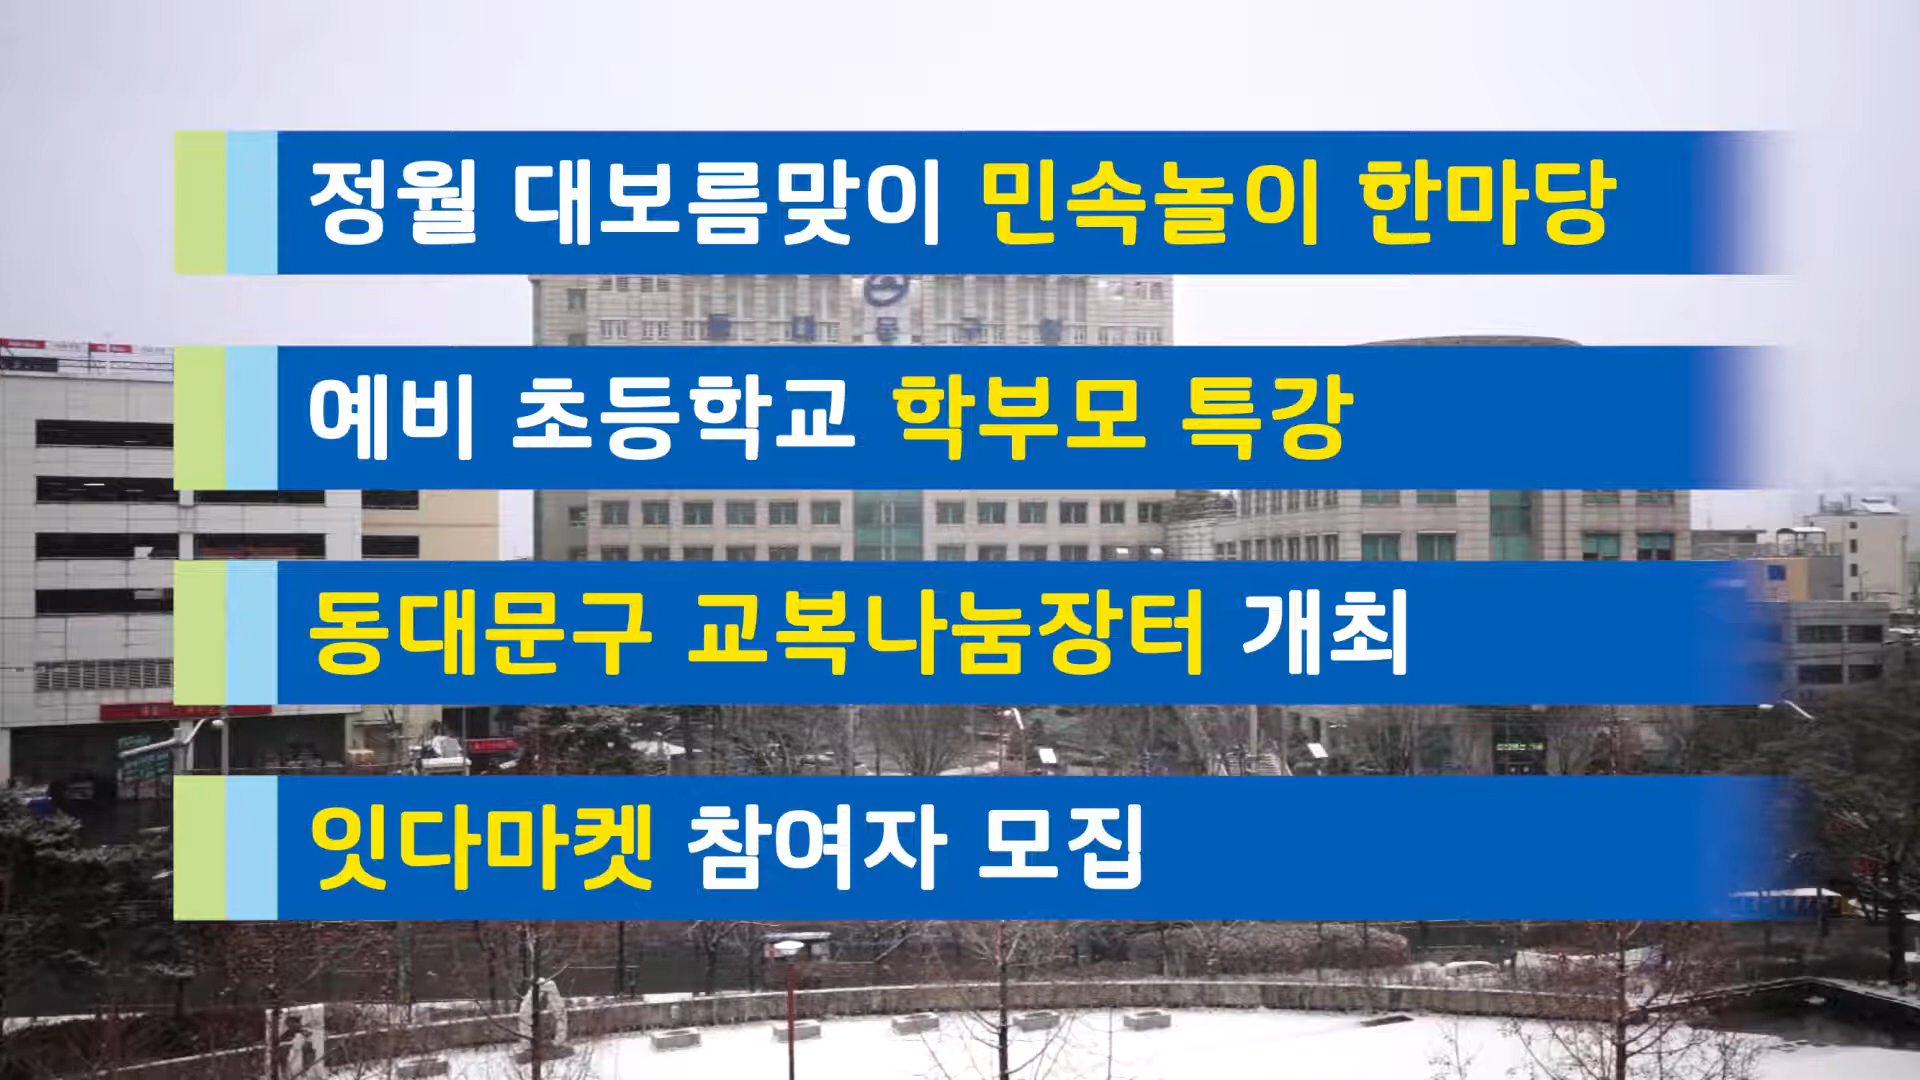 정월 대보름맞이 민속놀이 한마당
예비 초등학교 학부모 특강
동대문구 교복나눔장터 개최
잇다마켓 참여자 모집